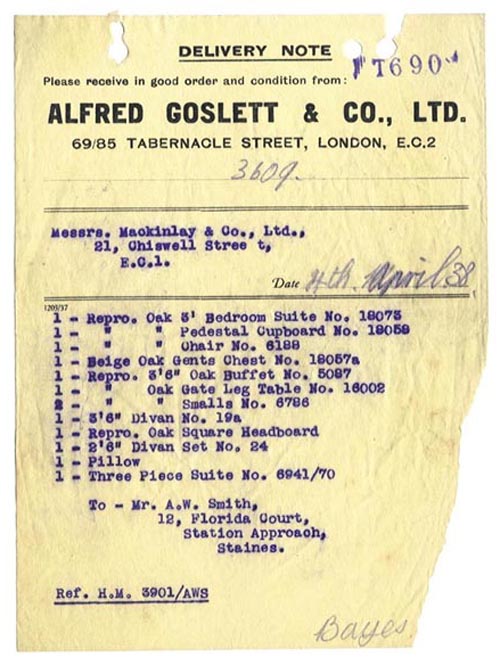 DELIVERY NOTE
FT690
Please receive in good order and condition from:
ALFRED GOSLETT & CO., LTD.
69/85 TABERNACLE STREET, LONDON, E.C.2
3609.
Messrs. Mackinlay & Co., Ltd.,
21, Chiswell Stree t,
E.C.1.
Date 4th April 38
1209/37
1 - Repro. Oak 3' Bedroom Suite No. 18073
1 - " " Pedestal Cupboard No. 18058
1 - " " Chair No. 6188
1 - Beige Oak Gents Chest No. 18057a
1 - Repro. 3'6" Oak Buffet No. 5087
1 - " Oak Gate Leg Table No. 16002
2 - " " Smalls No. 6786
1 - 3'6" Divan No. 19a
1 - Repro. Oak Square Headboard
1 - 2'6" Divan Set No. 24
1 - Pillow
1 - Three Piece Suite No. 6941/70
To - Mr. A.W. Smith,
12, Florida Court,
Station Approach,
Staines.
Ref. H.M. 3901/AWS
Bayes.